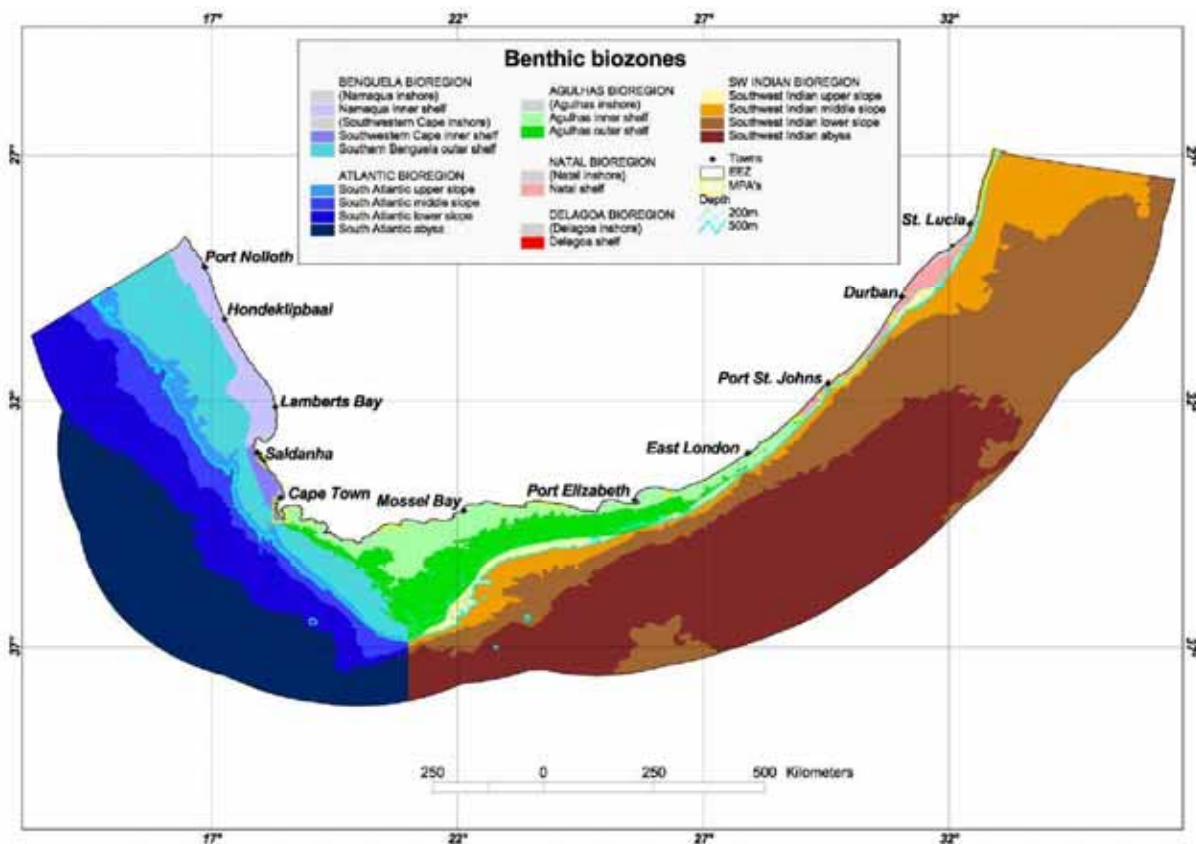 17° 22° 27° 32°
Benthic biozones
BENGUELA BIOREGION
(Namaqua inshore)
Namaqua inner shelf
(Southwestern Cape inshore)
Southwestern Cape inner shelf
Southern Benguela outer shelf
ATLANTIC BIOREGION
South Atlantic upper slope
South Atlantic middle slope
South Atlantic lower slope
South Atlantic abyss
AGULHAS BIOREGION
(Agulhas inshore)
Agulhas inner shelf
Agulhas outer shelf
NATAL BIOREGION
(Natal inshore)
Natal shelf
DELAGOA BIOREGION
(Delagoa inshore)
Delagoa shelf
SW INDIAN BIOREGION
Southwest Indian upper slope
Southwest Indian middle slope
Southwest Indian lower slope
Southwest Indian abyss
Towns
EEZ
MPA's
Depth
200m
500m
27° 27°
St. Lucia
Port Nolloth
Durban
Hondeklipbaai
Port St. Johns
32° 32°
Lamberts Bay
Saldanha
East London
Cape Town
Mossel Bay
Port Elizabeth
37° 37°
250 0 250 500 Kilometers
17° 22° 27° 32°